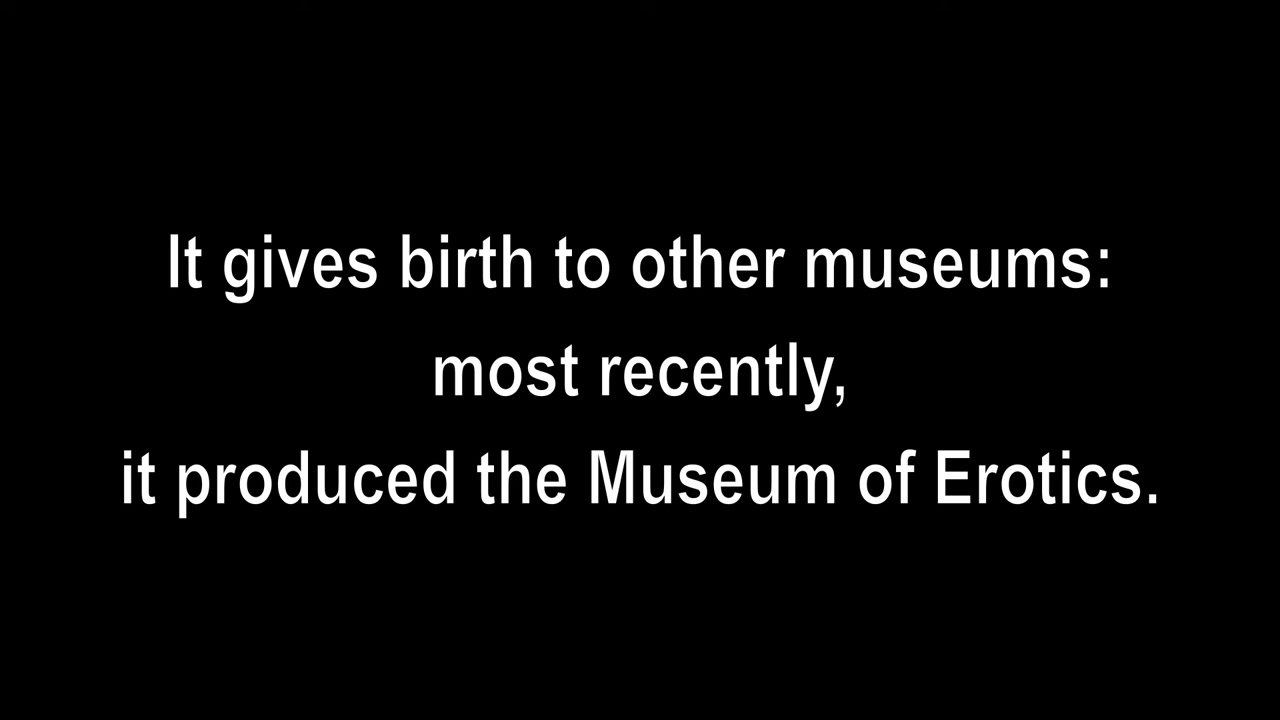 It gives birth to other museums:
most recently,
it produced the Museum of Erotics.